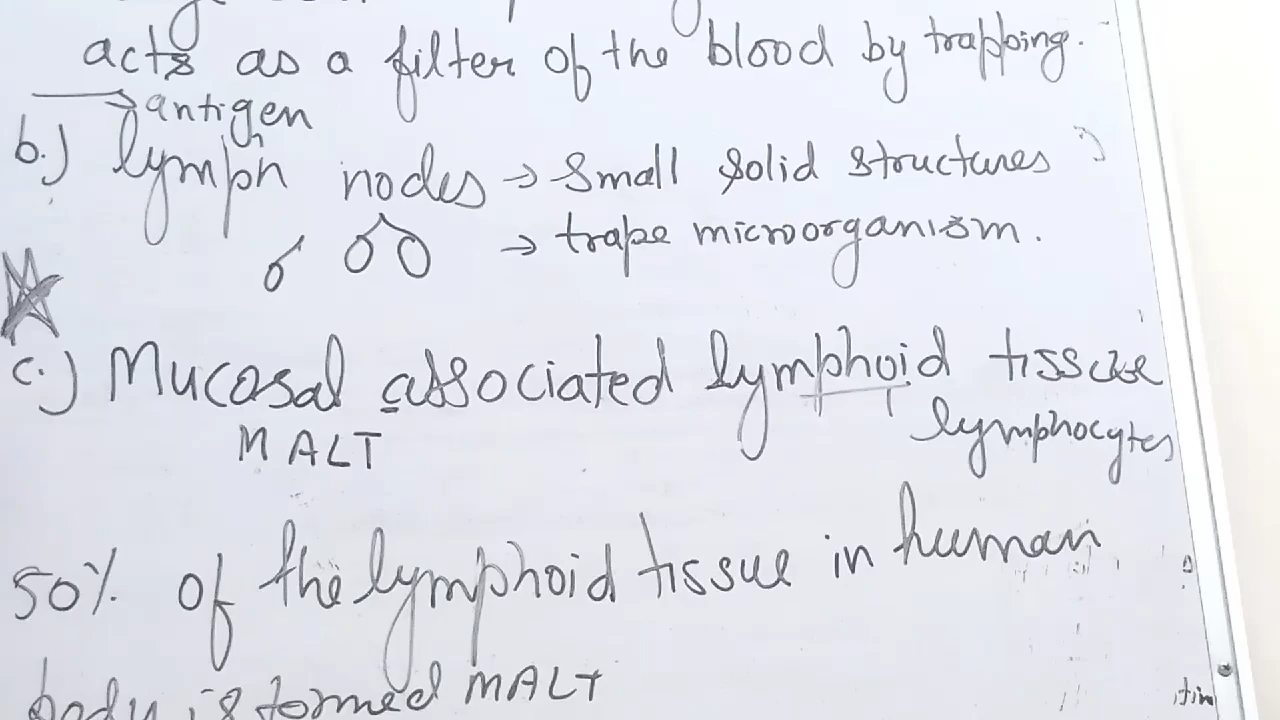 acts as a filter of the blood by trapping.
→ antigen
b.) lymph nodes → Small solid structures
→ trape microorganism.
c.) Mucosal associated lymphoid tissue
MALT lymphocytes
50% of the lymphoid tissue in human
body is formed MALT